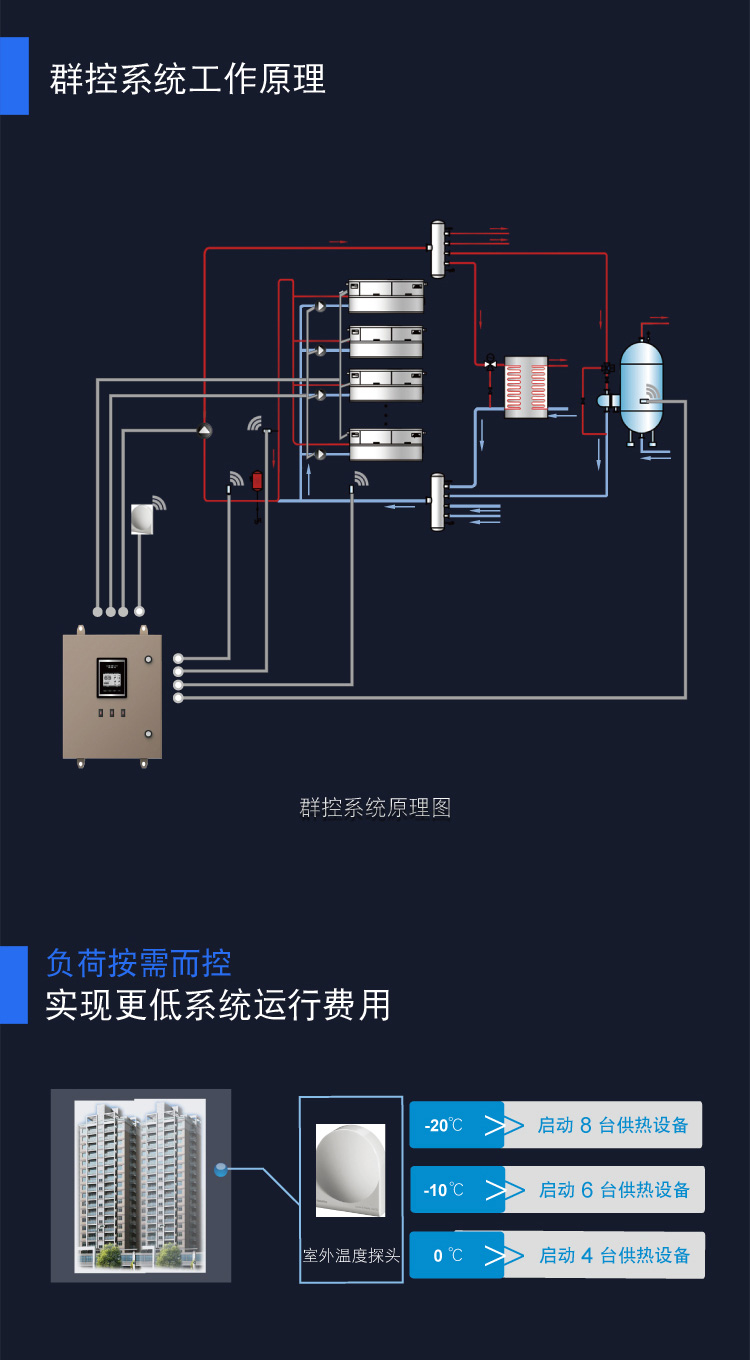 群控系统工作原理
群控系统原理图
负荷按需而控
实现更低系统运行费用
-20℃ 启动 8 台供热设备
-10℃ 启动 6 台供热设备
室外温度探头
0 ℃ 启动 4 台供热设备